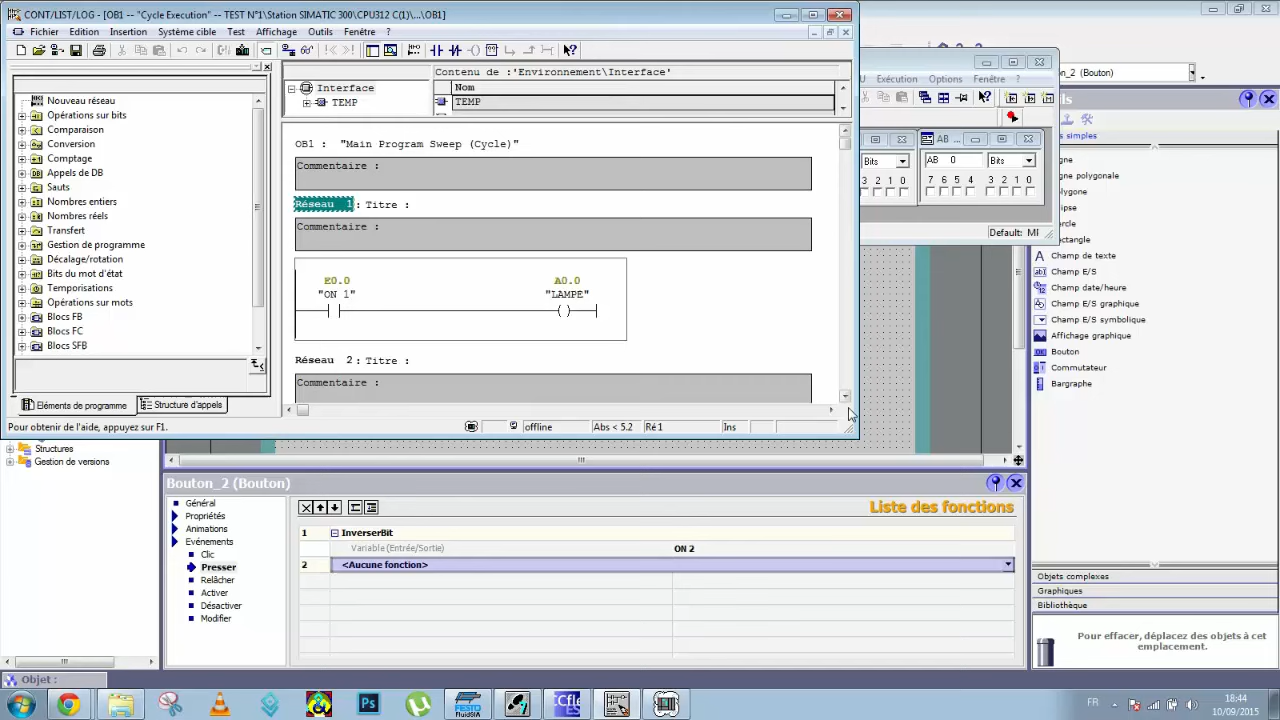 CONT/LIST/LOG - [OB1 -- "Cycle Execution" -- TEST N°1\Station SIMATIC 300\CPU312 C(1)\...\OB1]
Fichier Edition Insertion Système cible Test Affichage Outils Fenêtre ?
Nouveau réseau
Opérations sur bits
Comparaison
Conversion
Comptage
Appels de DB
Sauts
Nombres entiers
Nombres réels
Transfert
Gestion de programme
Décalage/rotation
Bits du mot d'état
Temporisations
Opérations sur mots
Blocs FB
Blocs FC
Blocs SFB
Eléments de programme
Structure d'appels
Pour obtenir de l'aide, appuyez sur F1.
Contenu de :'Environnement\Interface'
Interface
TEMP
Nom
TEMP
OB1 : "Main Program Sweep (Cycle)"
Commentaire :
Réseau 1 : Titre :
Commentaire :
E0.0 A0.0
"ON 1" "LAMPE"
Réseau 2 : Titre :
Commentaire :
offline Abs < 5.2 Ré 1 Ins
Exécution Options Fenêtre ?
AB ...
Bits AB 0 Bits
3 2 1 0 7 6 5 4 3 2 1 0
Default: MI
_2 (Bouton)
Champ de texte
Champ E/S
Champ date/heure
Champ E/S graphique
Champ E/S symbolique
Affichage graphique
Bouton
Commutateur
Bargraphe
Objets complexes
Graphiques
Bibliothèque
Pour effacer, déplacez des objets à cet
emplacement.
Structures
Gestion de versions
Objet :
Bouton_2 (Bouton)
Général
Propriétés
Animations
Evénements
Clic
Presser
Relâcher
Activer
Désactiver
Modifier
Liste des fonctions
1 InverserBit
Variable (Entrée/Sortie) ON 2
2 <Aucune fonction>
FESTO
FluidSIM
Ps
FR
18:44
10/09/2015